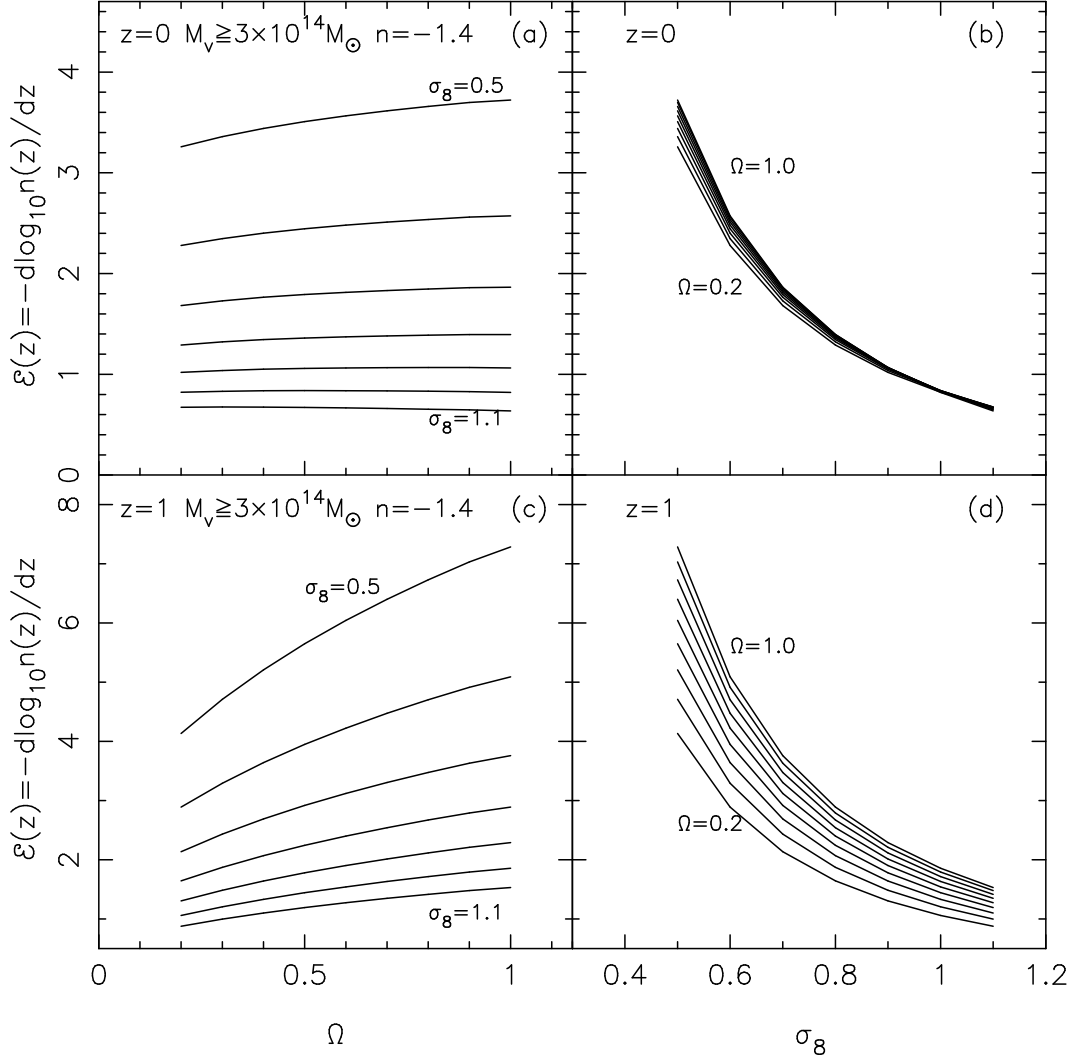 z=0 M_v≧3×10^14 M_⊙ n=−1.4 (a)
σ_8=0.5
σ_8=1.1
ℰ(z)=−dlog_10 n(z)/dz
4
3
2
1
0
z=0 (b)
Ω=1.0
Ω=0.2
z=1 M_v≧3×10^14 M_⊙ n=−1.4 (c)
σ_8=0.5
σ_8=1.1
ℰ(z)=−dlog_10 n(z)/dz
8
6
4
2
z=1 (d)
Ω=1.0
Ω=0.2
0 0.5 1
0.4 0.6 0.8 1 1.2
Ω
σ_8